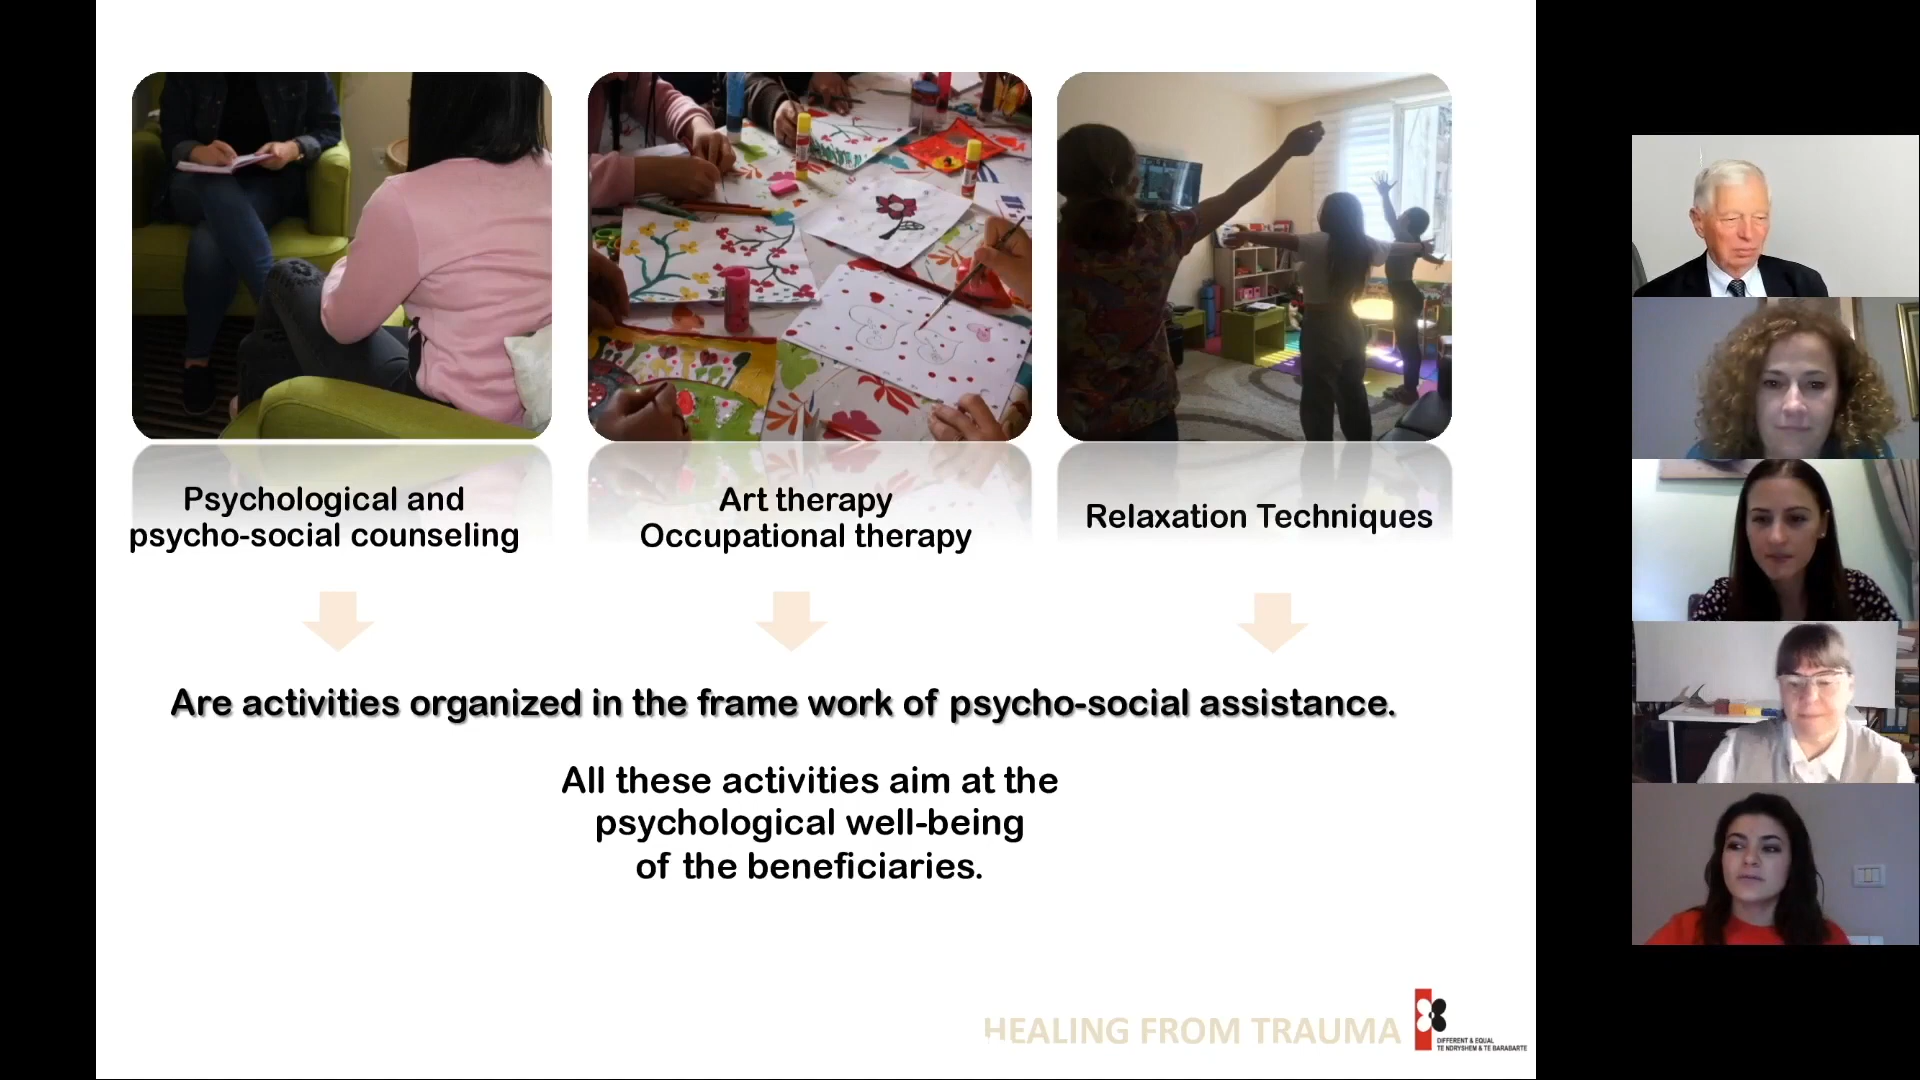 Psychological and
psycho-social counseling
Art therapy
Occupational therapy
Relaxation Techniques
Are activities organized in the frame work of psycho-social assistance.
All these activities aim at the
psychological well-being
of the beneficiaries.
HEALING FROM TRAUMA
DIFFERENT & EQUAL
TE NDRYSHEM & TE BARABARTE